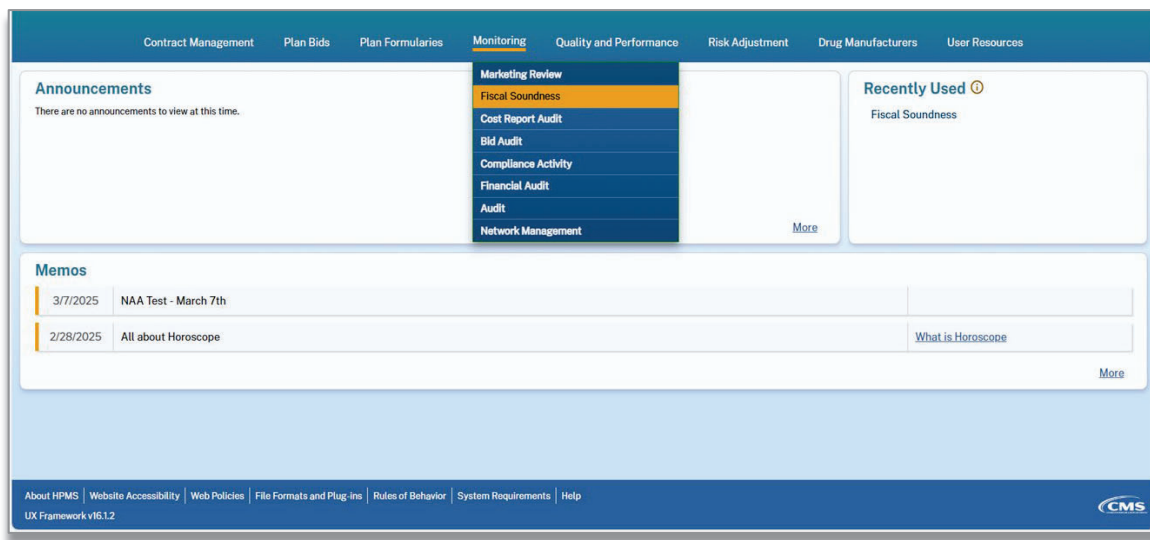 Contract Management Plan Bids Plan Formularies Monitoring Quality and Performance Risk Adjustment Drug Manufacturers User Resources
Marketing Review
Fiscal Soundness
Cost Report Audit
Bid Audit
Compliance Activity
Financial Audit
Audit
Network Management
Announcements
There are no announcements to view at this time.
More
Recently Used
Fiscal Soundness
Memos
3/7/2025 NAA Test - March 7th
2/28/2025 All about Horoscope What is Horoscope
More
About HPMS | Website Accessibility | Web Policies | File Formats and Plug-ins | Rules of Behavior | System Requirements | Help
UX Framework v16.1.2
CMS